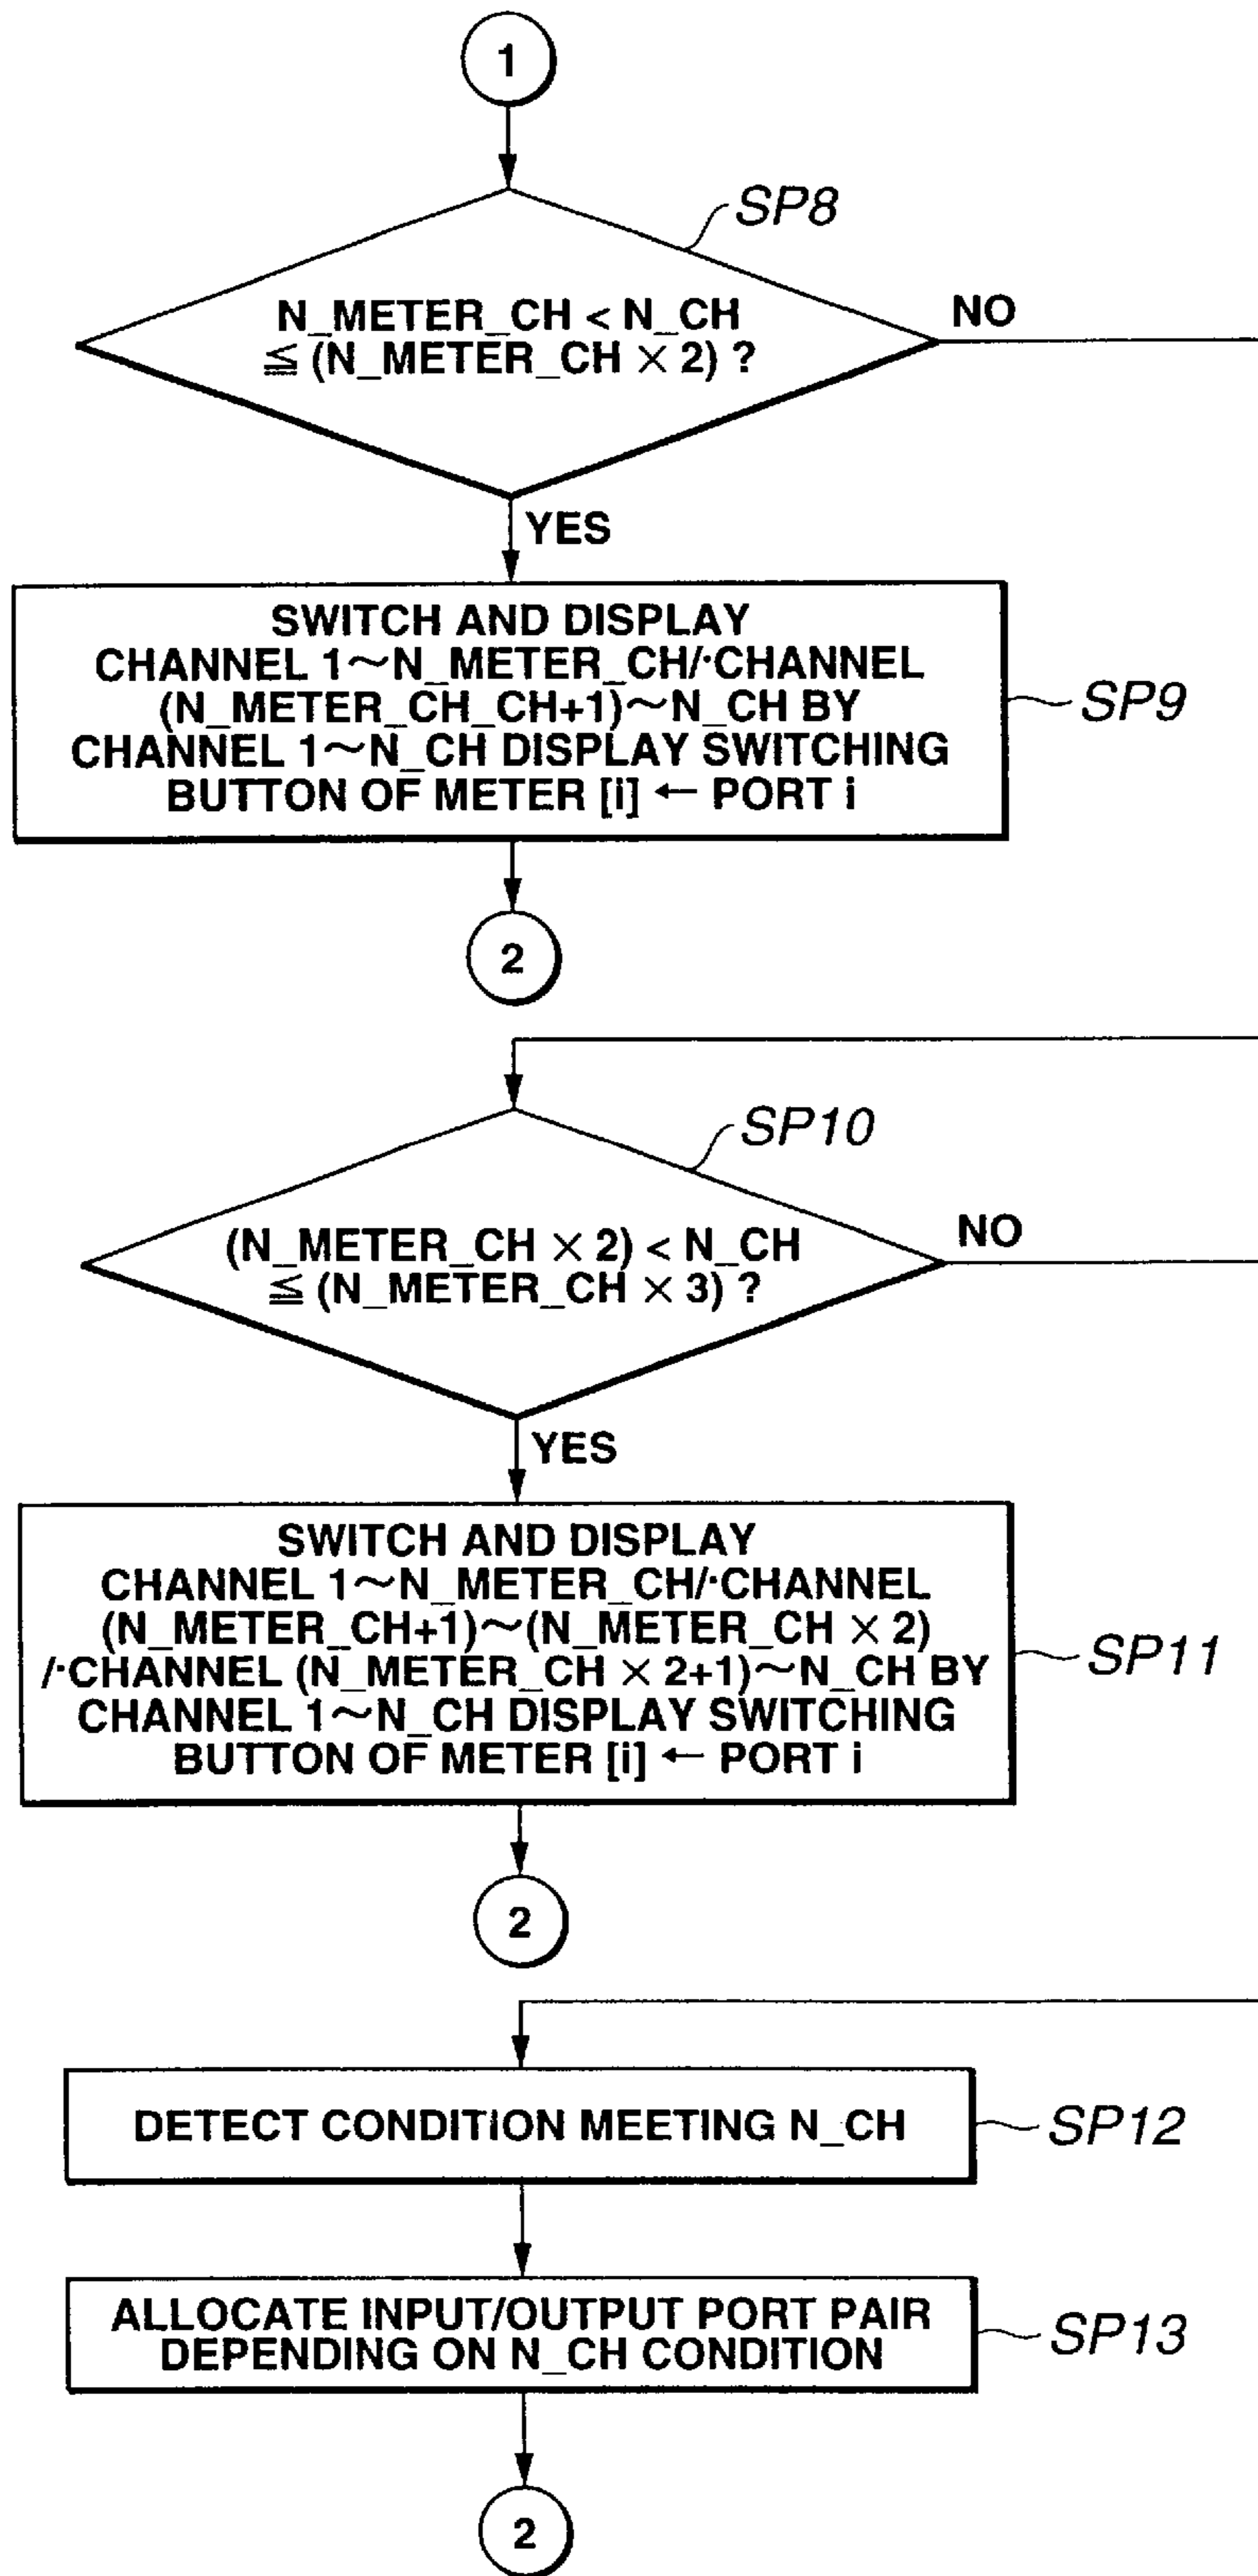 1
SP8
N_METER_CH < N_CH
≦ (N_METER_CH × 2) ?
NO
YES
SWITCH AND DISPLAY
CHANNEL 1~N_METER_CH/·CHANNEL
(N_METER_CH_CH+1)~N_CH BY
CHANNEL 1~N_CH DISPLAY SWITCHING
BUTTON OF METER [i] ← PORT i
SP9
2
SP10
(N_METER_CH × 2) < N_CH
≦ (N_METER_CH × 3) ?
NO
YES
SWITCH AND DISPLAY
CHANNEL 1~N_METER_CH/·CHANNEL
(N_METER_CH+1)~(N_METER_CH × 2)
/·CHANNEL (N_METER_CH × 2+1)~N_CH BY
CHANNEL 1~N_CH DISPLAY SWITCHING
BUTTON OF METER [i] ← PORT i
SP11
2
DETECT CONDITION MEETING N_CH
SP12
ALLOCATE INPUT/OUTPUT PORT PAIR
DEPENDING ON N_CH CONDITION
SP13
2